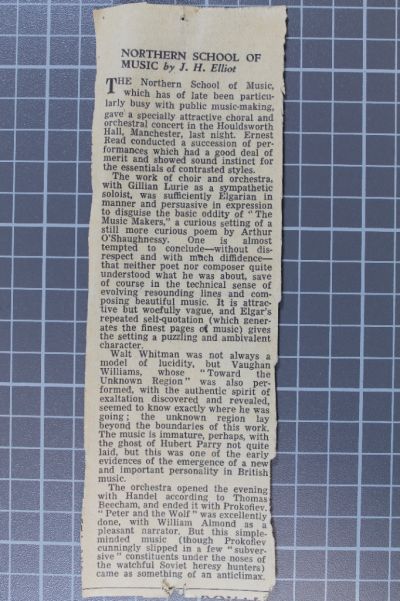 NORTHERN SCHOOL OF
MUSIC by J. H. Elliot
THE Northern School of Music,
which has of late been particu-
larly busy with public music-making,
gave a specially attractive choral and
orchestral concert in the Houldsworth
Hall, Manchester, last night. Ernest
Read conducted a succession of per-
formances which had a good deal of
merit and showed sound instinct for
the essentials of contrasted styles.
The work of choir and orchestra,
with Gillian Lurie as a sympathetic
soloist, was sufficiently Elgarian in
manner and persuasive in expression
to disguise the basic oddity of "The
Music Makers," a curious setting of a
still more curious poem by Arthur
O'Shaughnessy. One is almost
tempted to conclude—without dis-
respect and with much diffidence—
that neither poet nor composer quite
understood what he was about, save
of course in the technical sense of
evolving resounding lines and com-
posing beautiful music. It is attrac-
tive but woefully vague, and Elgar's
repeated self-quotation (which gener-
ates the finest pages of music) gives
the setting a puzzling and ambivalent
character.
Walt Whitman was not always a
model of lucidity, but Vaughan
Williams, whose "Toward the
Unknown Region" was also per-
formed, with the authentic spirit of
exaltation discovered and revealed,
seemed to know exactly where he was
going; the unknown region lay
beyond the boundaries of this work.
The music is immature, perhaps, with
the ghost of Hubert Parry not quite
laid, but this was one of the early
evidences of the emergence of a new
and important personality in British
music.
The orchestra opened the evening
with Handel according to Thomas
Beecham, and ended it with Prokofiev.
"Peter and the Wolf" was excellently
done, with William Almond as a
pleasant narrator. But this simple-
minded music (though Prokofiev
cunningly slipped in a few "subver-
sive" constituents under the noses of
the watchful Soviet heresy hunters)
came as something of an anticlimax.